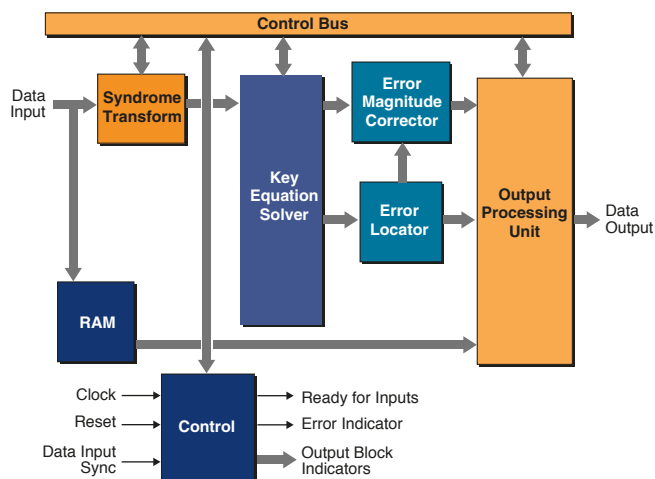 Control Bus
Data
Input
Syndrome
Transform
Key
Equation
Solver
Error
Magnitude
Corrector
Error
Locator
Output
Processing
Unit
Data
Output
RAM
Clock
Reset
Data Input
Sync
Control
Ready for Inputs
Error Indicator
Output Block
Indicators